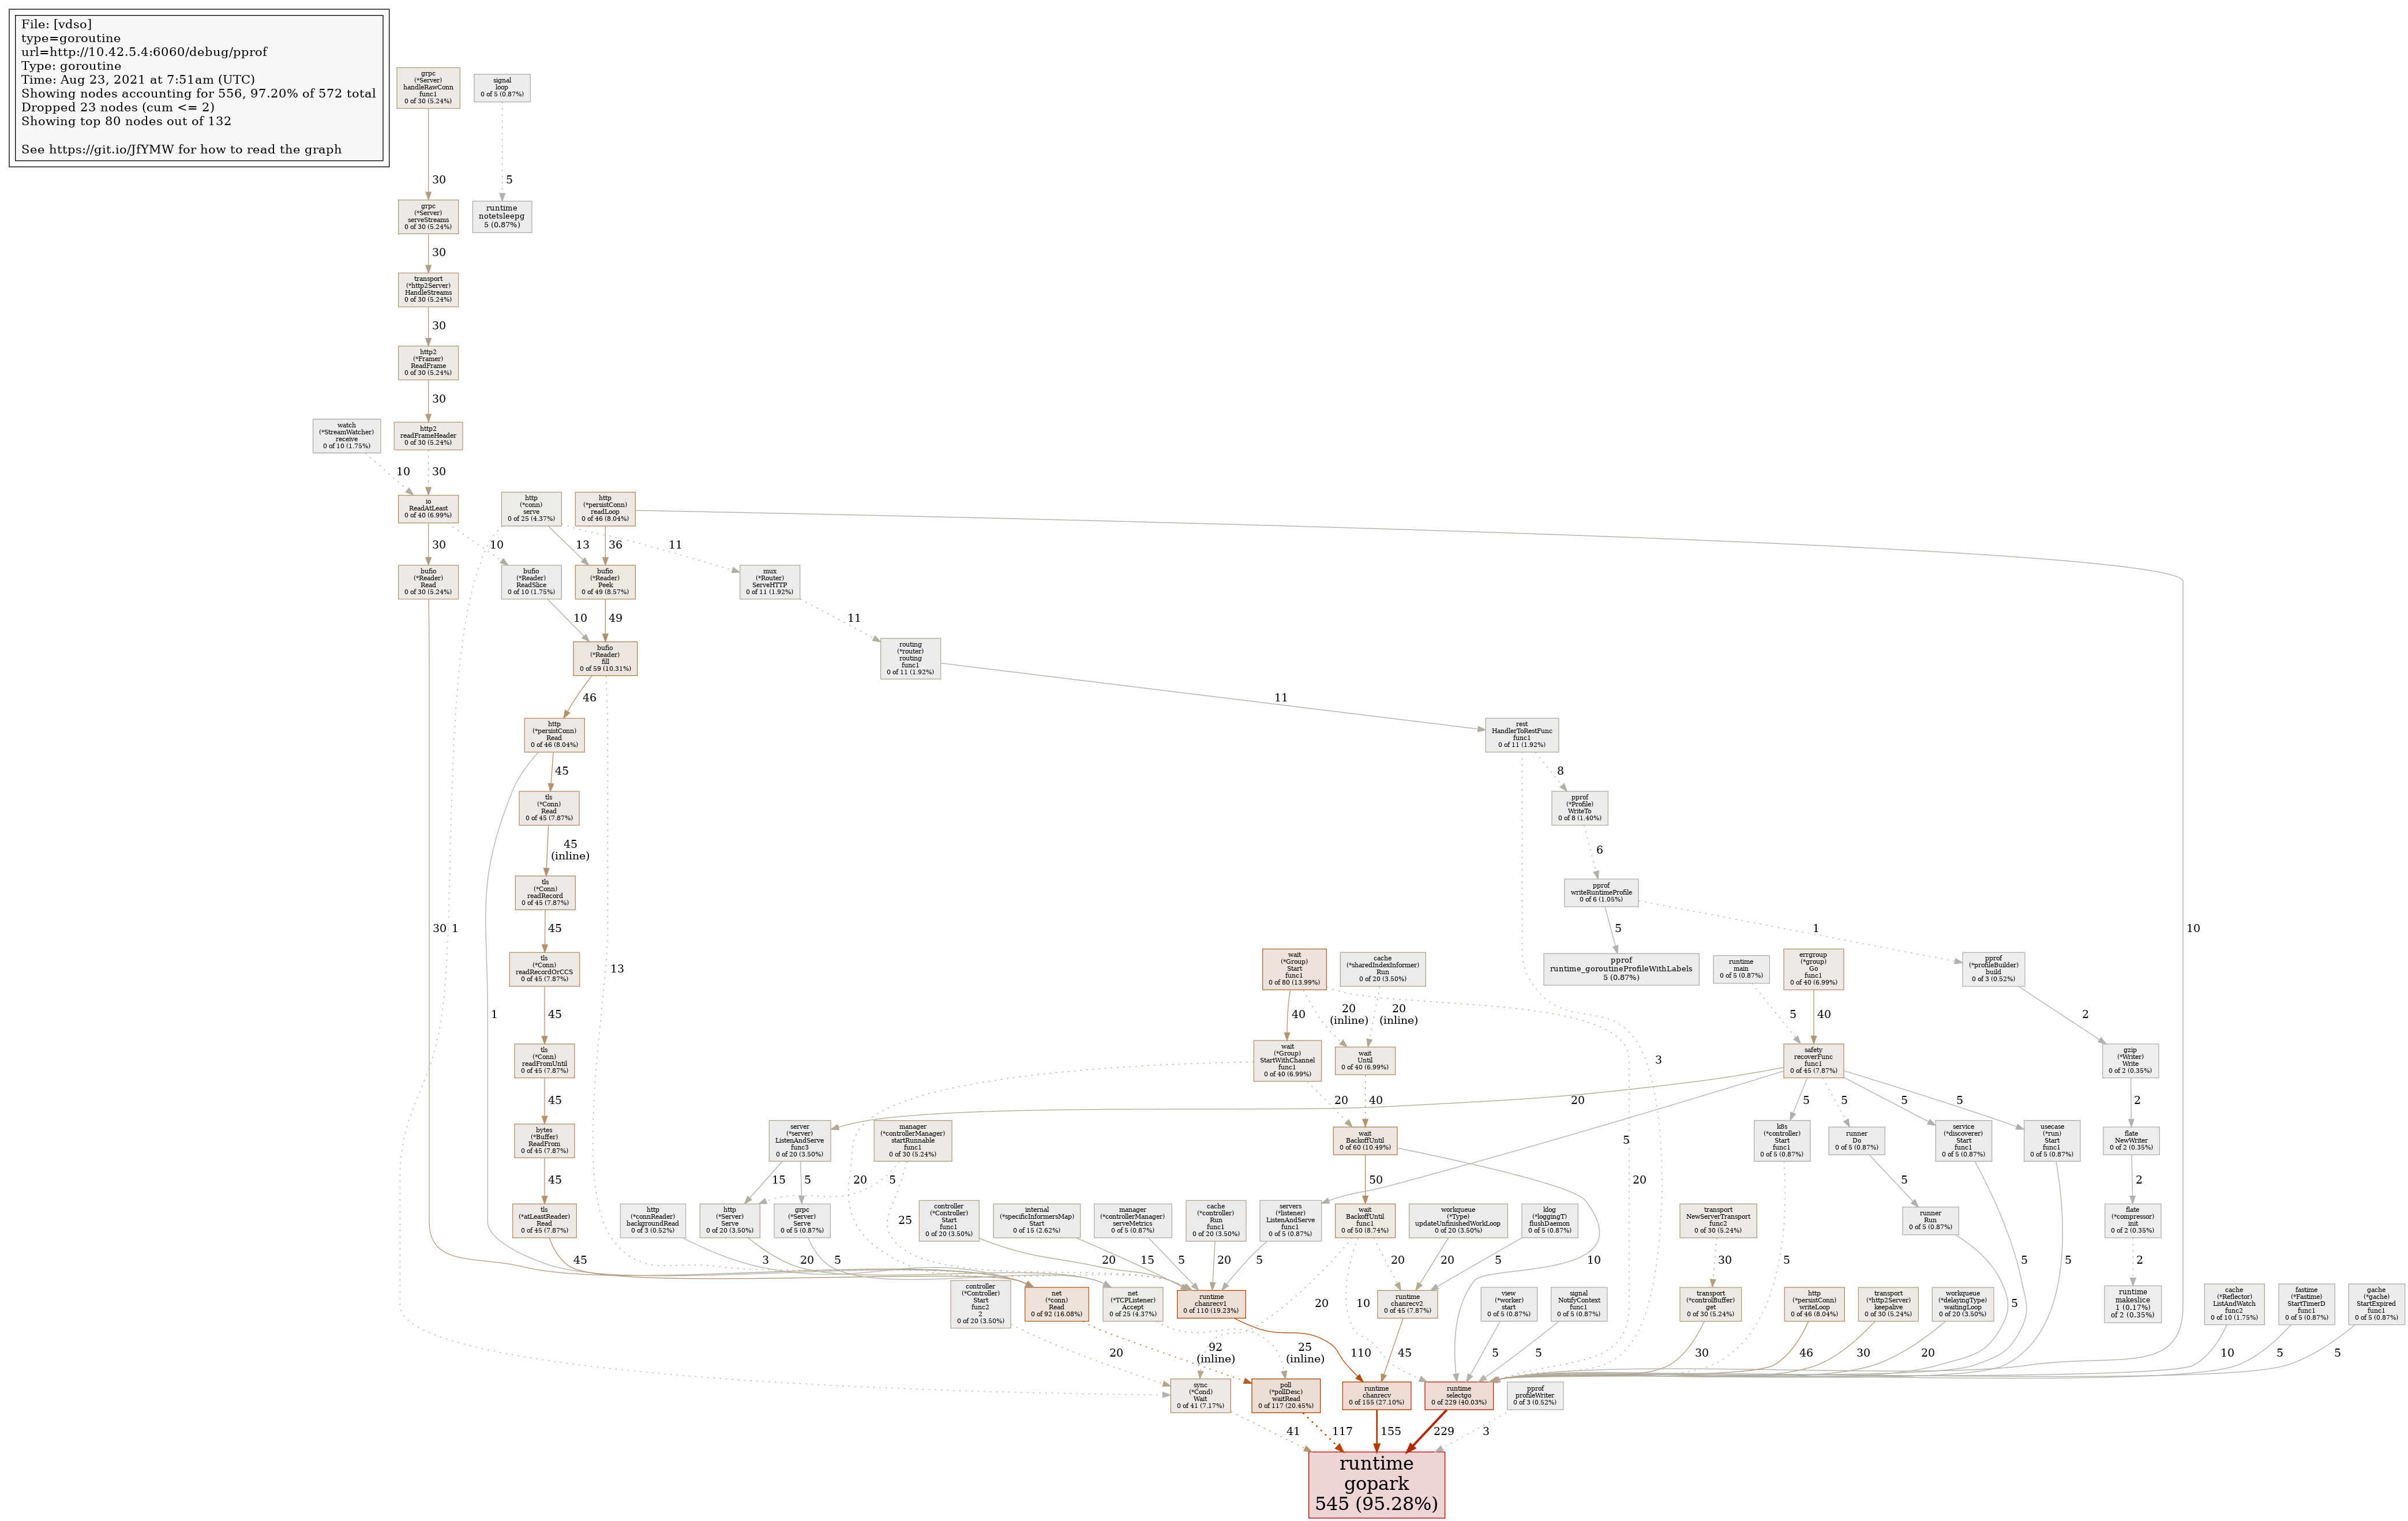 File: [vdso]
type=goroutine
url=http://10.42.5.4:6060/debug/pprof
Type: goroutine
Time: Aug 23, 2021 at 7:51am (UTC)
Showing nodes accounting for 556, 97.20% of 572 total
Dropped 23 nodes (cum <= 2)
Showing top 80 nodes out of 132
See https://git.io/JfYMW for how to read the graph
grpc
(*Server)
handleRawConn
func1
0 of 30 (5.24%)
signal
loop
0 of 5 (0.87%)
30
5
grpc
(*Server)
serveStreams
0 of 30 (5.24%)
runtime
notetsleepg
5 (0.87%)
30
transport
(*http2Server)
HandleStreams
0 of 30 (5.24%)
30
http2
(*Framer)
ReadFrame
0 of 30 (5.24%)
30
watch
(*StreamWatcher)
receive
0 of 10 (1.75%)
http2
readFrameHeader
0 of 30 (5.24%)
10
30
io
ReadAtLeast
0 of 40 (6.99%)
http
(*conn)
serve
0 of 25 (4.37%)
http
(*persistConn)
readLoop
0 of 46 (8.04%)
30
10
13
36
11
bufio
(*Reader)
Read
0 of 30 (5.24%)
bufio
(*Reader)
ReadSlice
0 of 10 (1.75%)
bufio
(*Reader)
Peek
0 of 49 (8.57%)
mux
(*Router)
ServeHTTP
0 of 11 (1.92%)
10
49
11
bufio
(*Reader)
fill
0 of 59 (10.31%)
routing
(*router)
routing
func1
0 of 11 (1.92%)
46
11
http
(*persistConn)
Read
0 of 46 (8.04%)
rest
HandlerToRestFunc
func1
0 of 11 (1.92%)
45
8
tls
(*Conn)
Read
0 of 45 (7.87%)
pprof
(*Profile)
WriteTo
0 of 8 (1.40%)
45
(inline)
6
tls
(*Conn)
readRecord
0 of 45 (7.87%)
pprof
writeRuntimeProfile
0 of 6 (1.05%)
30
1
45
5
1
10
tls
(*Conn)
readRecordOrCCS
0 of 45 (7.87%)
13
wait
(*Group)
Start
func1
0 of 80 (13.99%)
cache
(*sharedIndexInformer)
Run
0 of 20 (3.50%)
pprof
runtime_goroutineProfileWithLabels
5 (0.87%)
runtime
main
0 of 5 (0.87%)
errgroup
(*group)
Go
func1
0 of 40 (6.99%)
pprof
(*profileBuilder)
build
0 of 3 (0.52%)
1
45
40
20
(inline)
20
(inline)
5
40
2
tls
(*Conn)
readFromUntil
0 of 45 (7.87%)
wait
(*Group)
StartWithChannel
func1
0 of 40 (6.99%)
wait
Until
0 of 40 (6.99%)
3
safety
recoverFunc
func1
0 of 45 (7.87%)
gzip
(*Writer)
Write
0 of 2 (0.35%)
45
20
40
20
5
5
5
5
2
bytes
(*Buffer)
ReadFrom
0 of 45 (7.87%)
server
(*server)
ListenAndServe
func3
0 of 20 (3.50%)
manager
(*controllerManager)
startRunnable
func1
0 of 30 (5.24%)
wait
BackoffUntil
0 of 60 (10.49%)
5
k8s
(*controller)
Start
func1
0 of 5 (0.87%)
runner
Do
0 of 5 (0.87%)
service
(*discoverer)
Start
func1
0 of 5 (0.87%)
usecase
(*run)
Start
func1
0 of 5 (0.87%)
flate
NewWriter
0 of 2 (0.35%)
45
15
5
5
20
50
20
5
2
tls
(*atLeastReader)
Read
0 of 45 (7.87%)
http
(*connReader)
backgroundRead
0 of 3 (0.52%)
http
(*Server)
Serve
0 of 20 (3.50%)
grpc
(*Server)
Serve
0 of 5 (0.87%)
25
controller
(*Controller)
Start
func1
0 of 20 (3.50%)
internal
(*specificInformersMap)
Start
0 of 15 (2.62%)
manager
(*controllerManager)
serveMetrics
0 of 5 (0.87%)
cache
(*controller)
Run
func1
0 of 20 (3.50%)
servers
(*listener)
ListenAndServe
func1
0 of 5 (0.87%)
wait
BackoffUntil
func1
0 of 50 (8.74%)
workqueue
(*Type)
updateUnfinishedWorkLoop
0 of 20 (3.50%)
klog
(*loggingT)
flushDaemon
0 of 5 (0.87%)
transport
NewServerTransport
func2
0 of 30 (5.24%)
runner
Run
0 of 5 (0.87%)
flate
(*compressor)
init
0 of 2 (0.35%)
45
3
20
5
20
15
5
20
5
20
20
5
10
30
5
5
5
2
controller
(*Controller)
Start
func2
2
0 of 20 (3.50%)
net
(*conn)
Read
0 of 92 (16.08%)
net
(*TCPListener)
Accept
0 of 25 (4.37%)
runtime
chanrecv1
0 of 110 (19.23%)
20
10
runtime
chanrecv2
0 of 45 (7.87%)
view
(*worker)
start
0 of 5 (0.87%)
signal
NotifyContext
func1
0 of 5 (0.87%)
transport
(*controlBuffer)
get
0 of 30 (5.24%)
http
(*persistConn)
writeLoop
0 of 46 (8.04%)
transport
(*http2Server)
keepalive
0 of 30 (5.24%)
workqueue
(*delayingType)
waitingLoop
0 of 20 (3.50%)
5
runtime
makeslice
1 (0.17%)
of 2 (0.35%)
cache
(*Reflector)
ListAndWatch
func2
0 of 10 (1.75%)
fastime
(*Fastime)
StartTimerD
func1
0 of 5 (0.87%)
gache
(*gache)
StartExpired
func1
0 of 5 (0.87%)
20
92
(inline)
25
(inline)
110
45
5
5
30
46
30
20
10
5
5
sync
(*Cond)
Wait
0 of 41 (7.17%)
poll
(*pollDesc)
waitRead
0 of 117 (20.45%)
runtime
chanrecv
0 of 155 (27.10%)
runtime
selectgo
0 of 229 (40.03%)
pprof
profileWriter
0 of 3 (0.52%)
41
117
155
229
3
runtime
gopark
545 (95.28%)